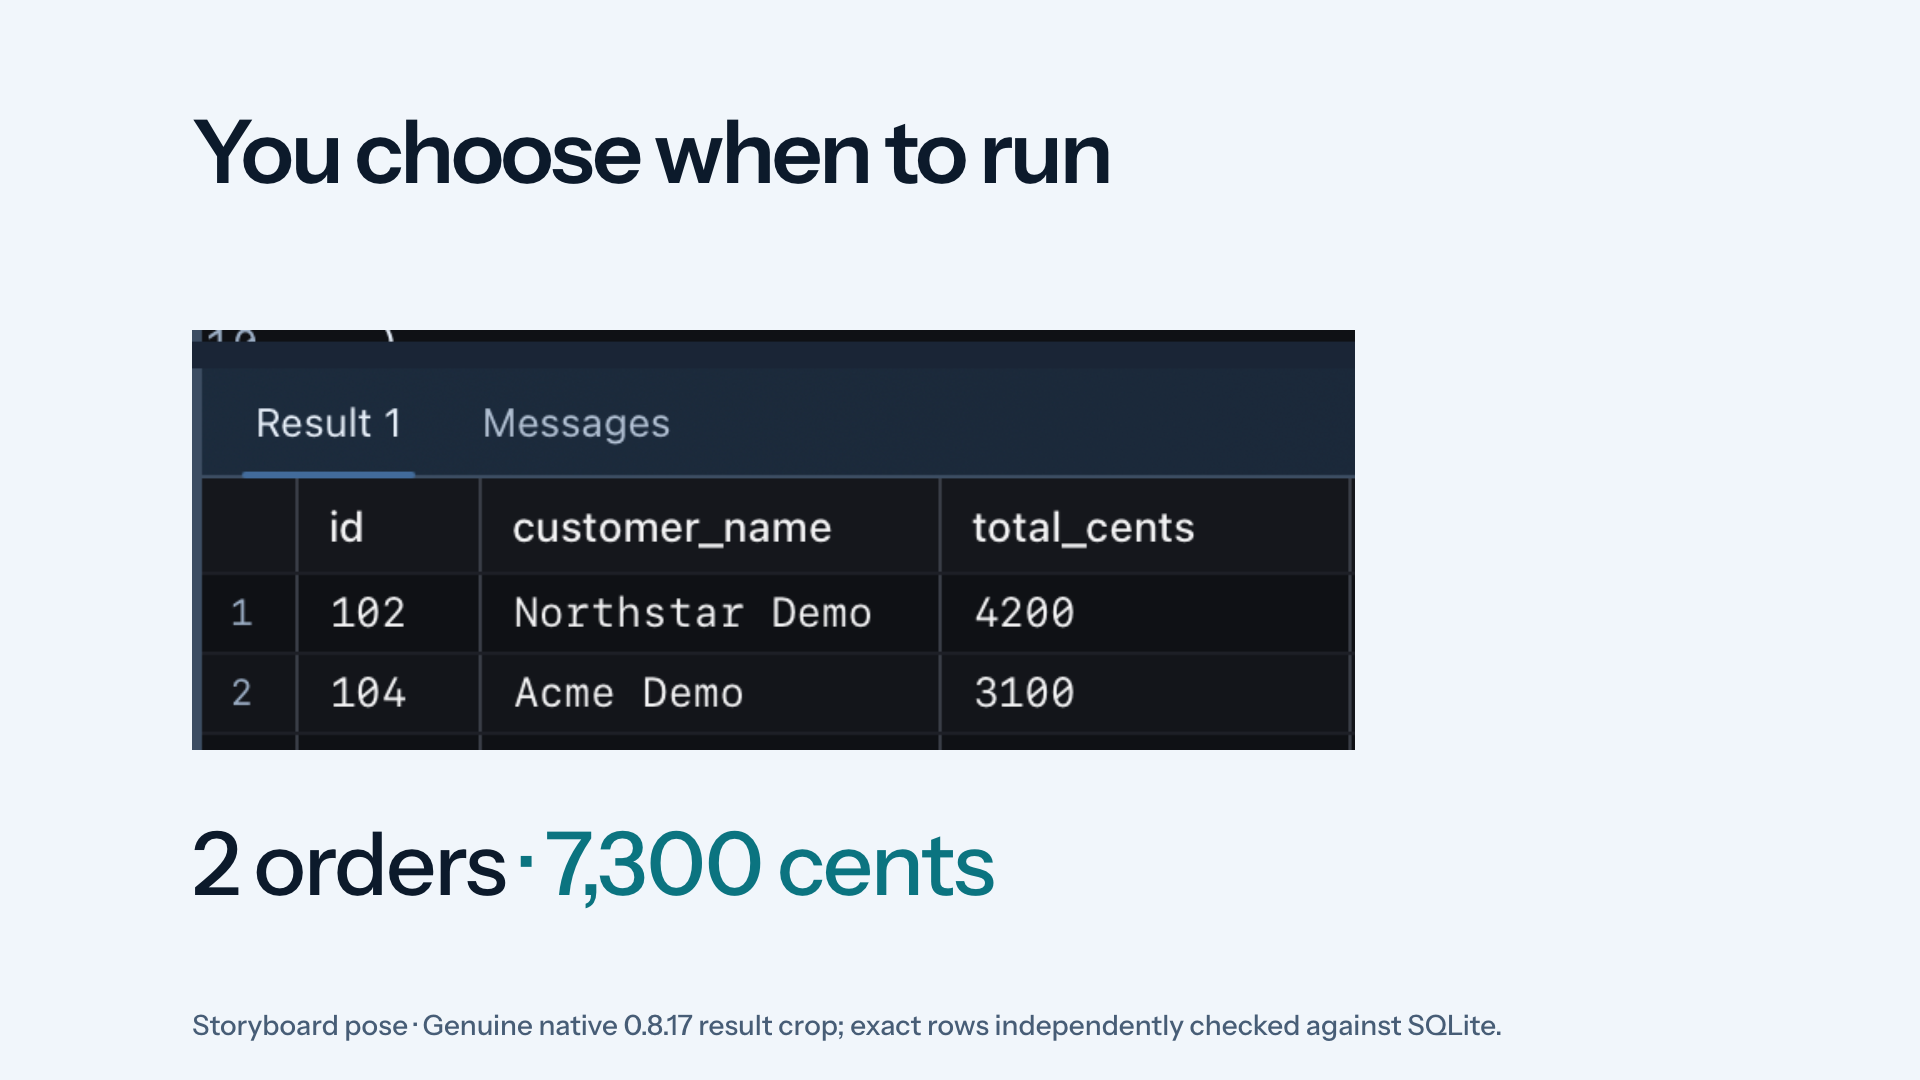 You choose when to run
Result 1 Messages
id customer_name total_cents
1 102 Northstar Demo 4200
2 104 Acme Demo 3100
2 orders · 7,300 cents
Storyboard pose · Genuine native 0.8.17 result crop; exact rows independently checked against SQLite.